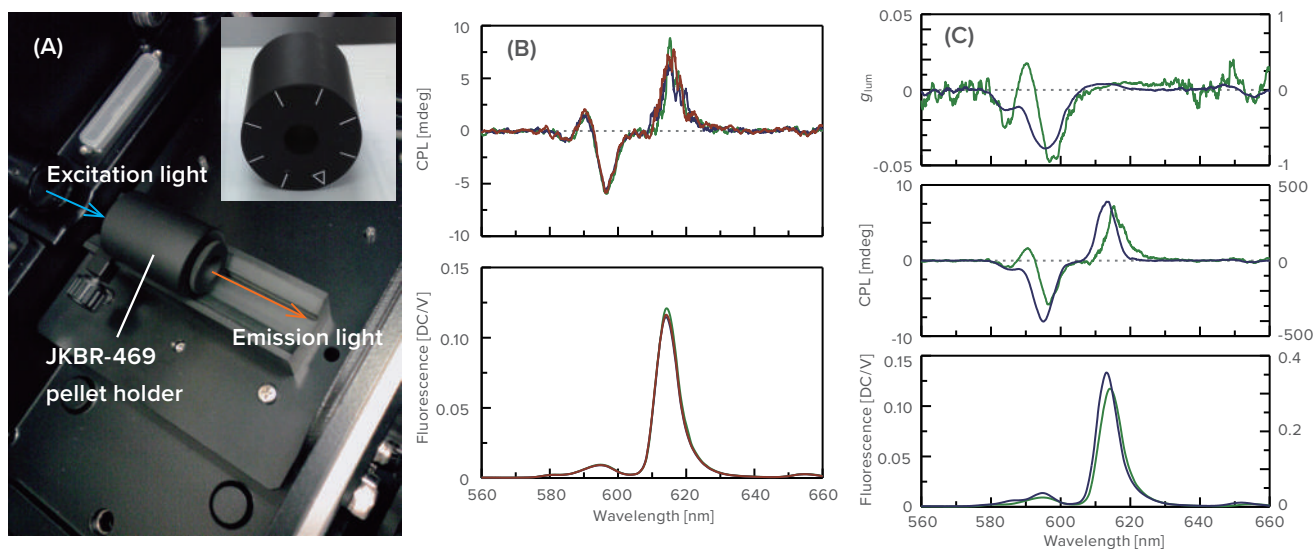 (A)
Excitation light
Emission light
JKBR-469
pellet holder
(B)
CPL [mdeg]
10
5
0
-5
-10
Fluorescence [DC/V]
0.15
0.10
0.05
0
560
580
600
620
640
660
Wavelength [nm]
(C)
glum
0.05
0
-0.05
1
0
-1
CPL [mdeg]
10
0
-10
500
0
-500
Fluorescence [DC/V]
0.15
0.10
0.05
0
0.4
0.2
0
560
580
600
620
640
660
Wavelength [nm]